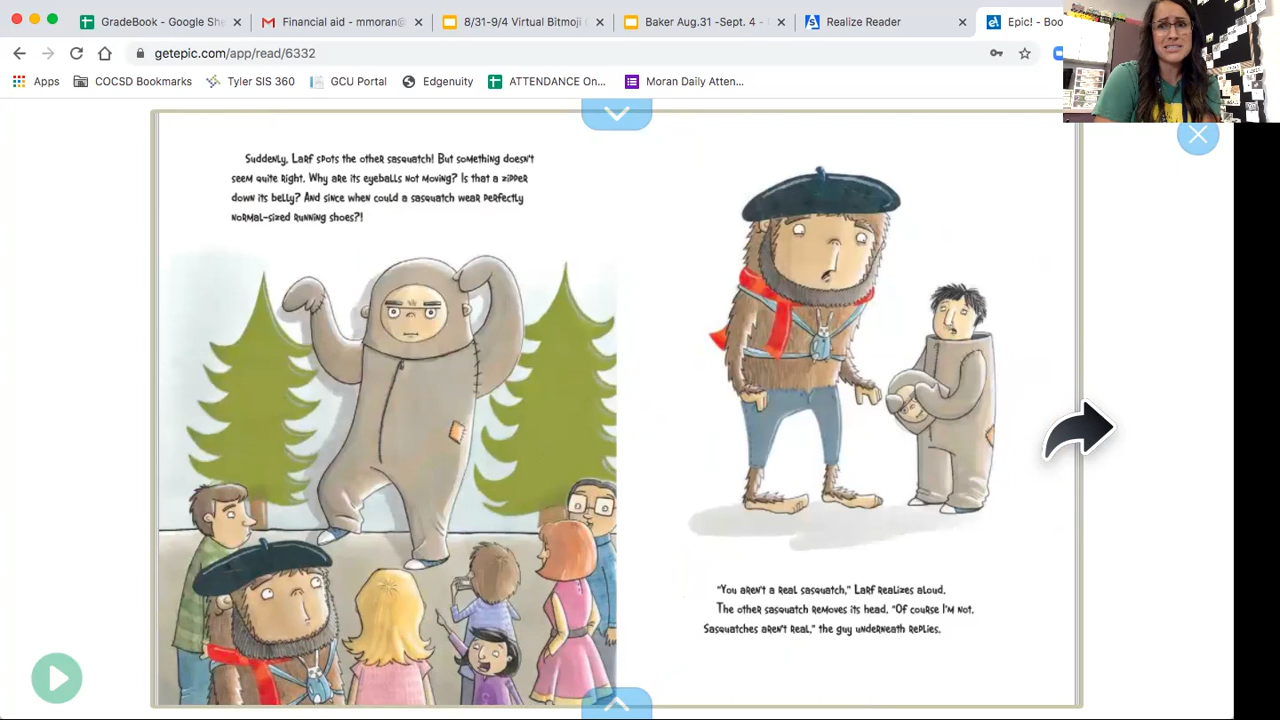 GradeBook - Google She
Financial aid - mmoren@
8/31-9/4 Virtual Bitmoji
Baker Aug.31 -Sept. 4 -
Realize Reader
Epic! - Boo
getepic.com/app/read/6332
Apps
COCSD Bookmarks
Tyler SIS 360
GCU Portal
Edgenuity
ATTENDANCE On...
Moran Daily Atten...
Suddenly, Larf spots the other sasquatch! But something doesn't
seem quite right. Why are its eyeballs not moving? Is that a zipper
down its belly? And since when could a sasquatch wear perfectly
normal-sized running shoes?!
"You aren't a real sasquatch," Larf realizes aloud.
The other sasquatch removes its head. "Of course I'm not.
Sasquatches aren't real," the guy underneath replies.